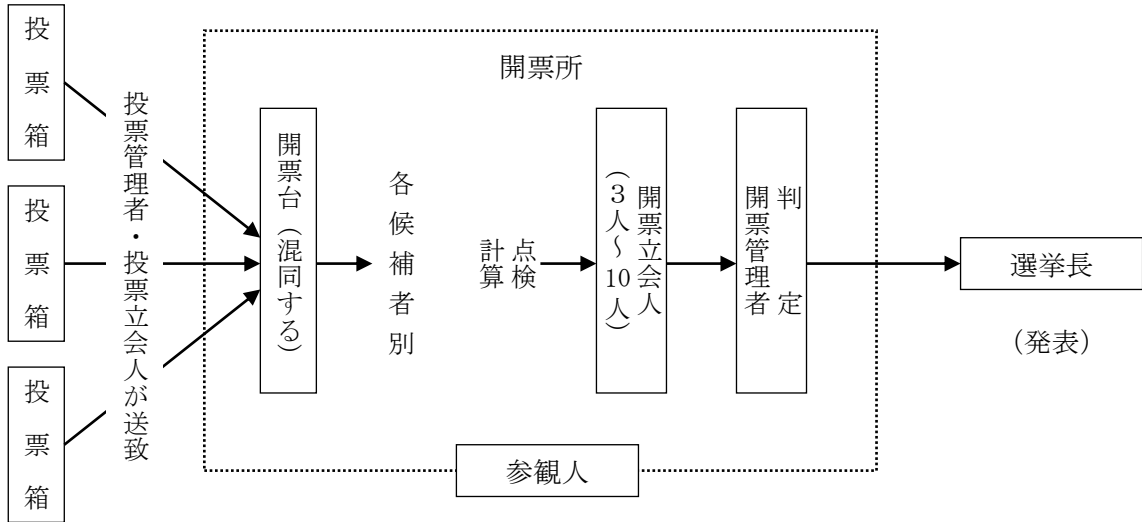 投票箱
投票箱
投票箱
投票管理者・投票立会人が送致
開票所
開票台（混同する）
各候補者別
点検
計算
開票立会人
（３人～10人）
判定
開票管理者
参観人
選挙長
（発表）